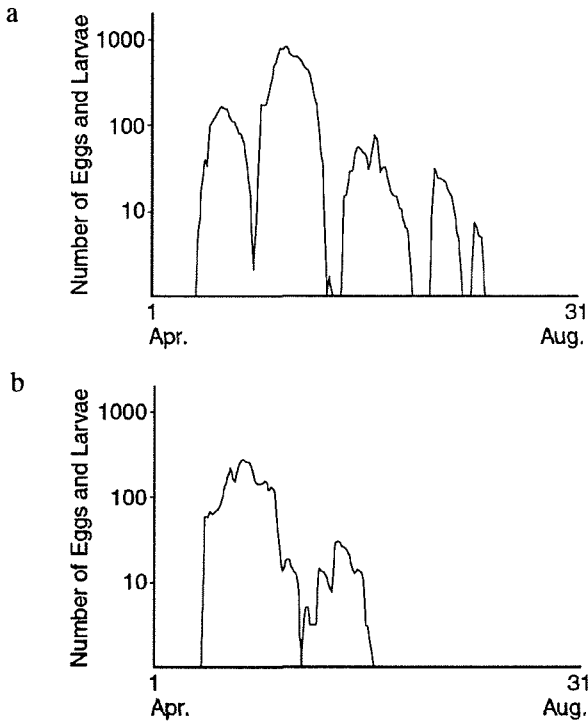 a
Number of Eggs and Larvae
1000
100
10
1 31
Apr. Aug.
b
Number of Eggs and Larvae
1000
100
10
1 31
Apr. Aug.